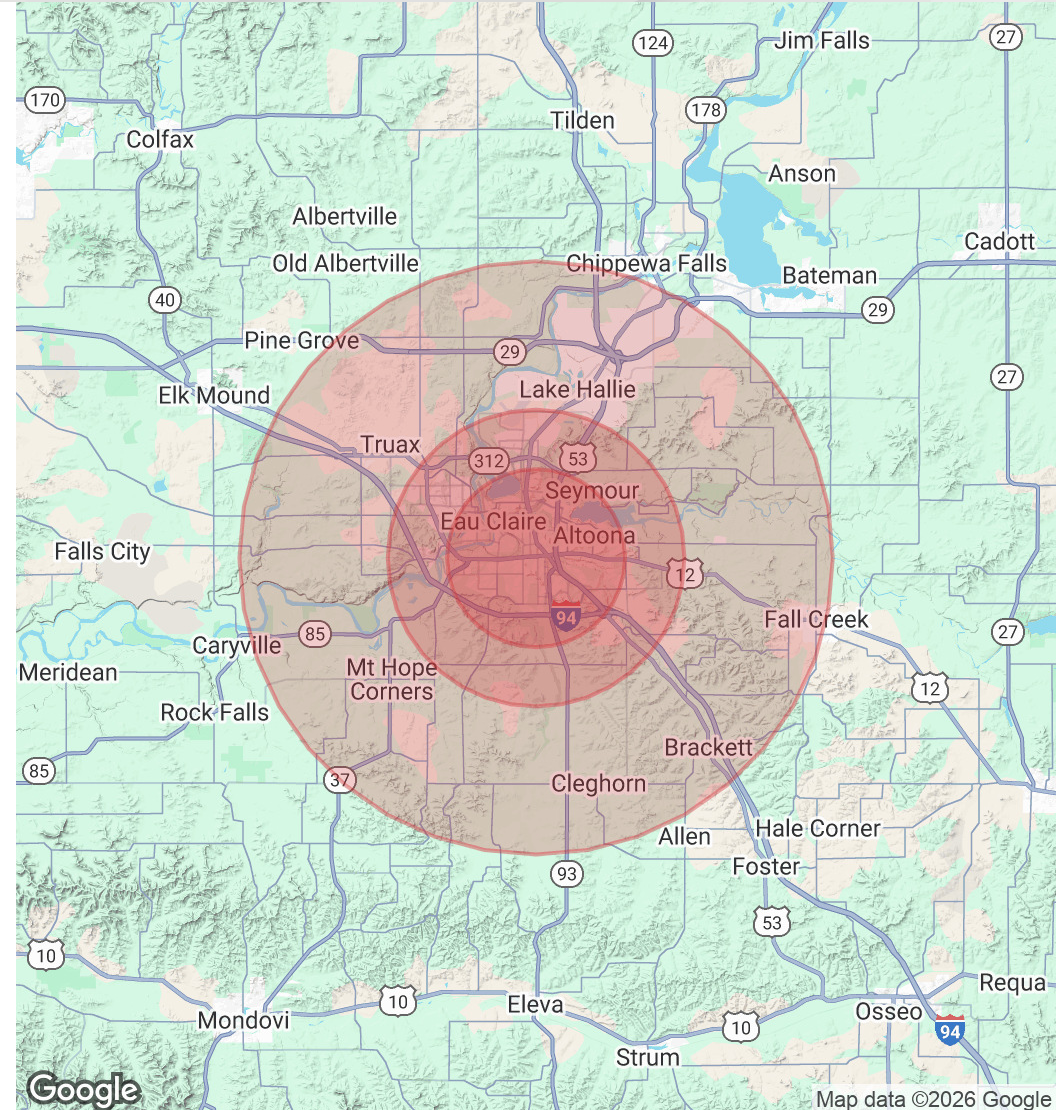 124
27
Jim Falls
170
178
Tilden
Colfax
Anson
Albertville
Cadott
Old Albertville
Chippewa Falls
Bateman
40
29
Pine Grove
29
27
Lake Hallie
Elk Mound
Truax
312
53
Seymour
Eau Claire
Altoona
Falls City
12
94
Fall Creek
85
27
Caryville
Mt Hope
Corners
Meridean
12
Rock Falls
Brackett
85
37
Cleghorn
Allen
Hale Corner
Foster
93
53
10
Requa
10
Eleva
Osseo
Mondovi
10
94
Strum
Google
Map data ©2026 Google